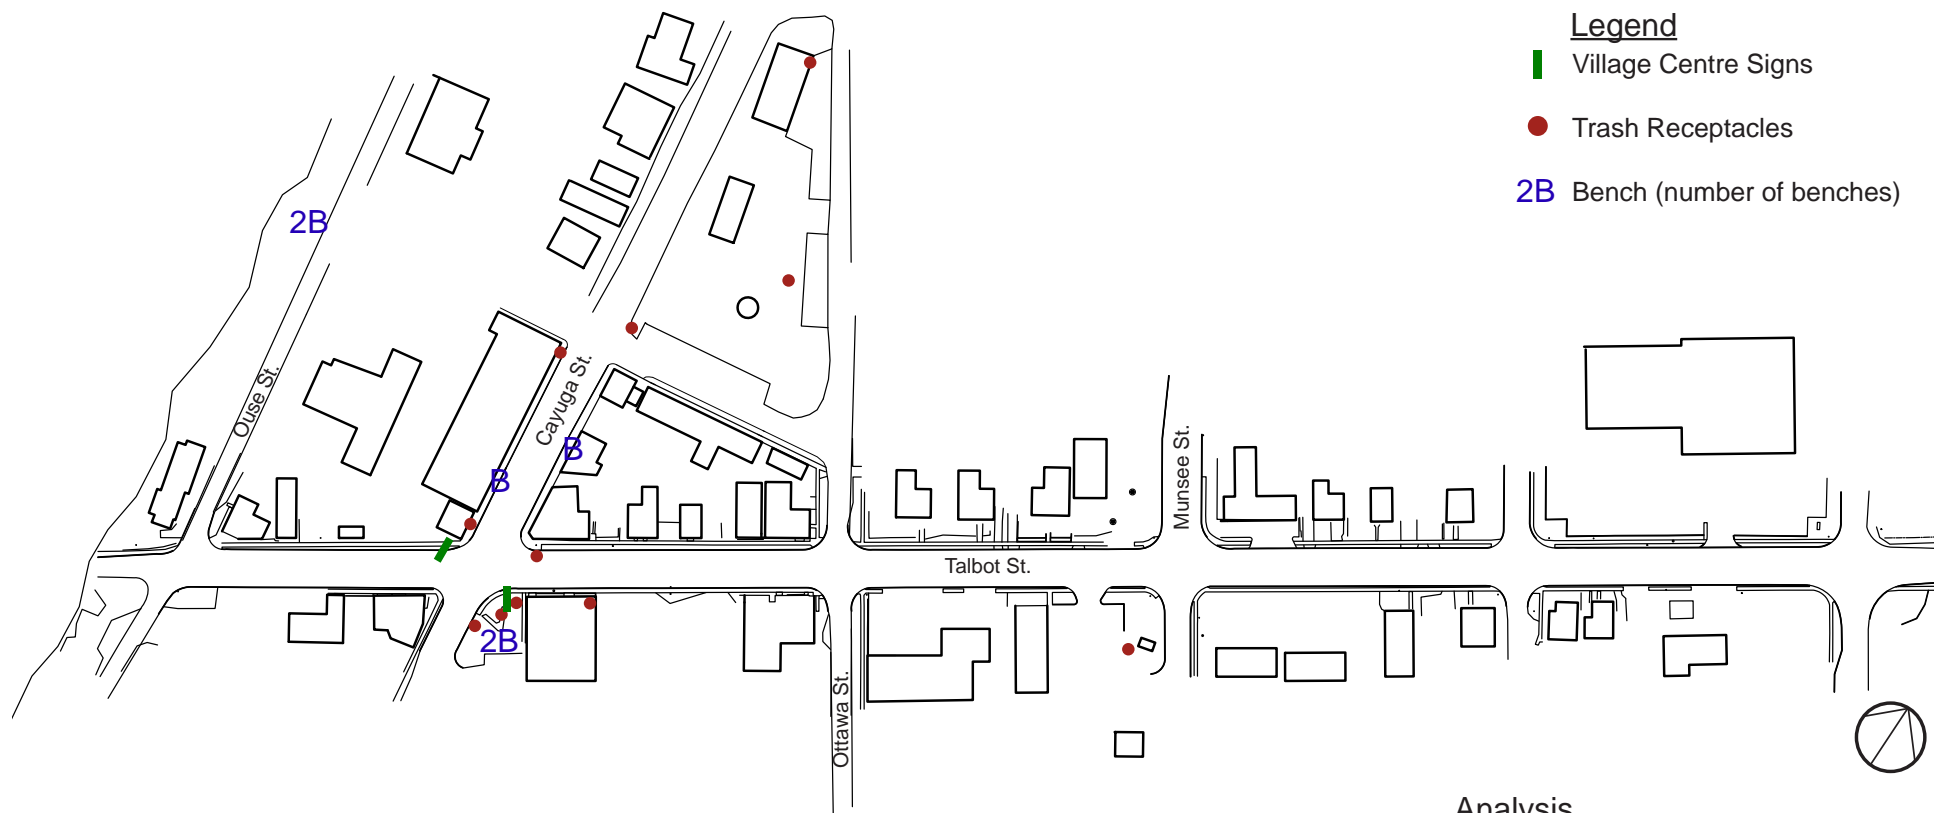 Legend
Village Centre Signs
Trash Receptacles
2B Bench (number of benches)
2B
Ouse St.
Cayuga St.
B
B
Munsee St.
Talbot St.
2B
Ottawa St.
Analysis